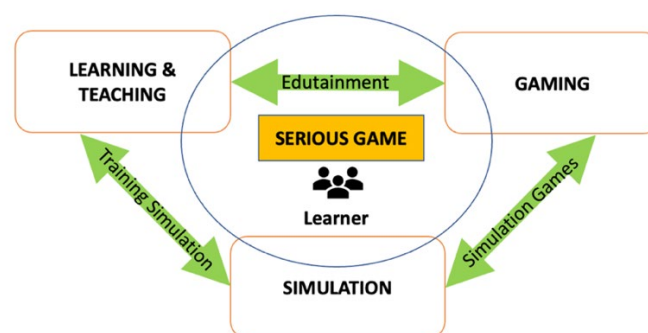 LEARNING &
TEACHING
Edutainment
GAMING
SERIOUS GAME
Learner
Training Simulation
Simulation Games
SIMULATION